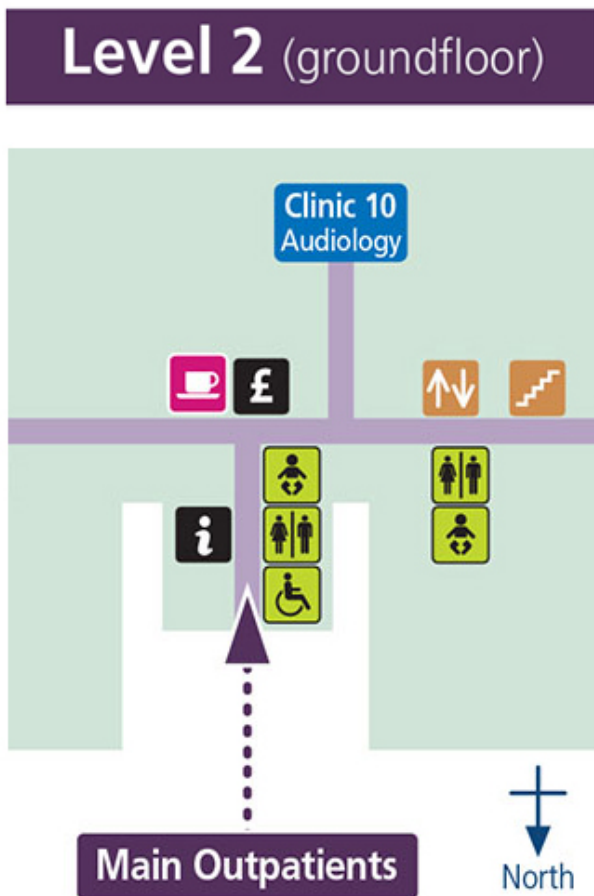 Level 2 (groundfloor)
Clinic 10
Audiology
£
i
Main Outpatients
North